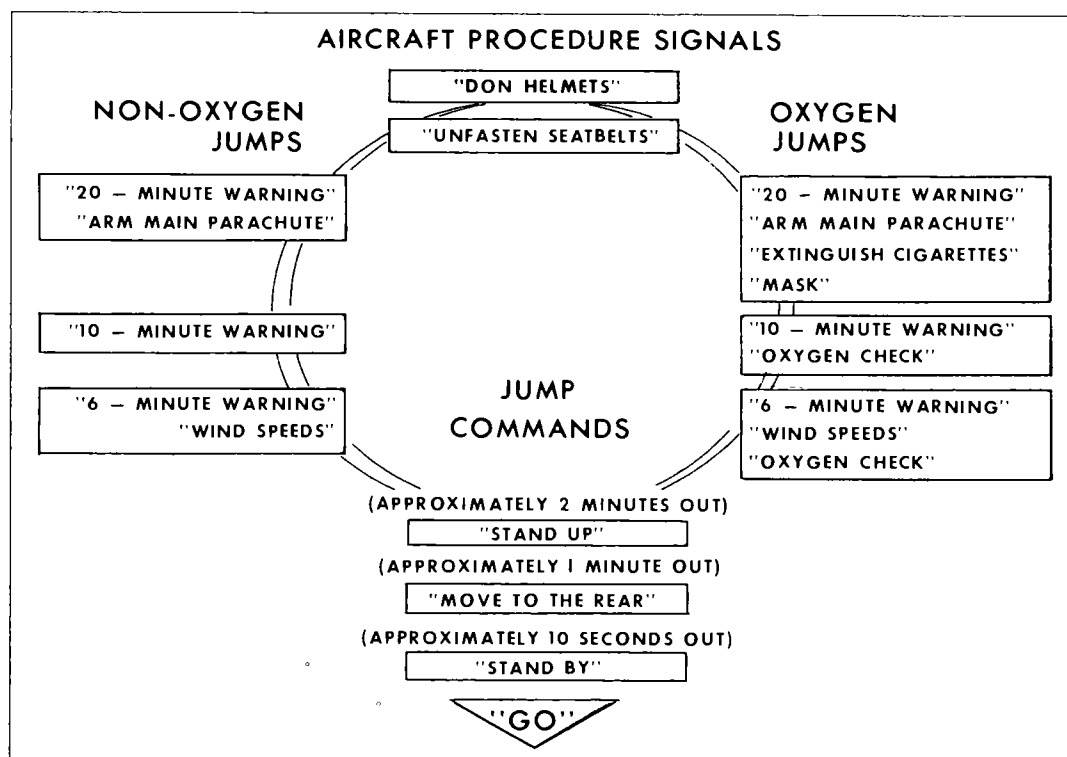 AIRCRAFT PROCEDURE SIGNALS
"DON HELMETS"
"UNFASTEN SEATBELTS"
NON-OXYGEN
JUMPS
"20 – MINUTE WARNING"
"ARM MAIN PARACHUTE"
"10 – MINUTE WARNING"
"6 – MINUTE WARNING"
"WIND SPEEDS"
OXYGEN
JUMPS
"20 – MINUTE WARNING"
"ARM MAIN PARACHUTE"
"EXTINGUISH CIGARETTES"
"MASK"
"10 – MINUTE WARNING"
"OXYGEN CHECK"
"6 – MINUTE WARNING"
"WIND SPEEDS"
"OXYGEN CHECK"
JUMP
COMMANDS
(APPROXIMATELY 2 MINUTES OUT)
"STAND UP"
(APPROXIMATELY 1 MINUTE OUT)
"MOVE TO THE REAR"
(APPROXIMATELY 10 SECONDS OUT)
"STAND BY"
"GO"